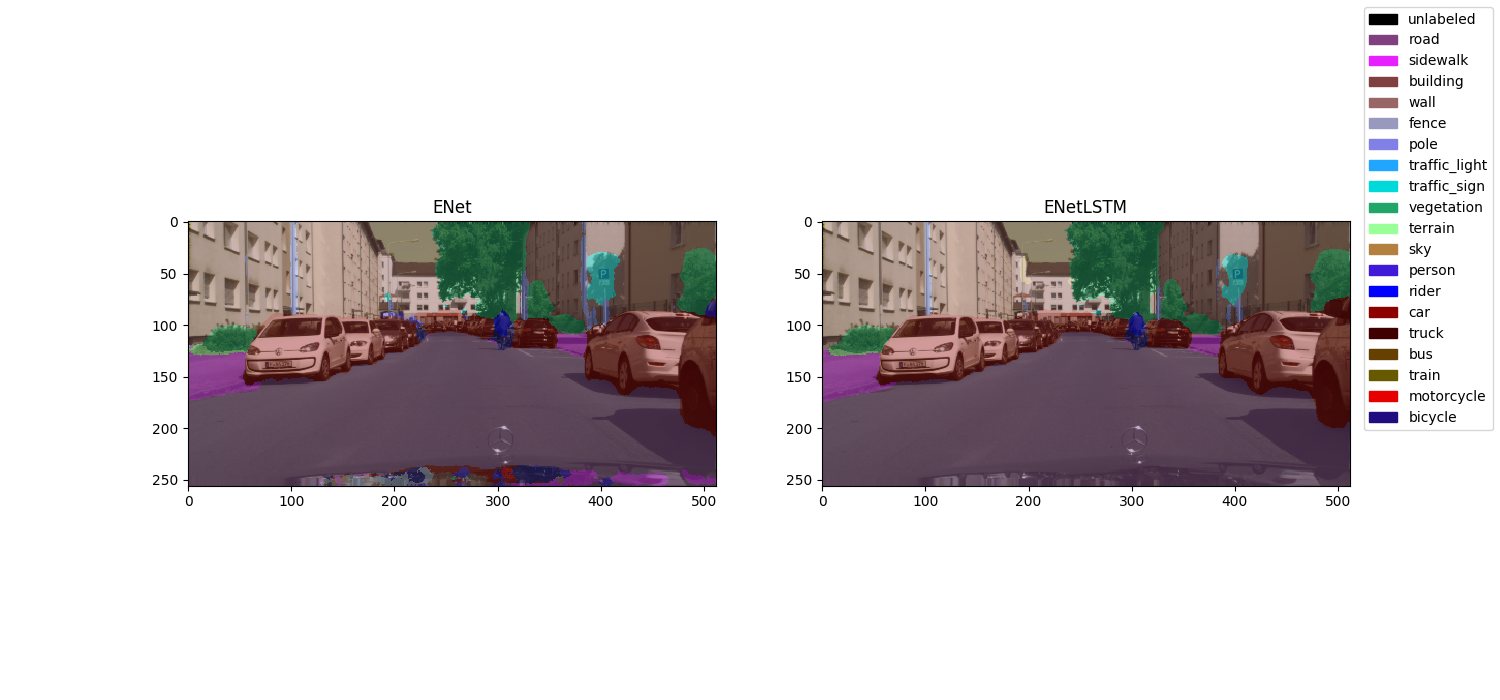 ENet
0
50
100
150
200
250
0 100 200 300 400 500
ENetLSTM
0
50
100
150
200
250
0 100 200 300 400 500
P
P
unlabeled
road
sidewalk
building
wall
fence
pole
traffic_light
traffic_sign
vegetation
terrain
sky
person
rider
car
truck
bus
train
motorcycle
bicycle